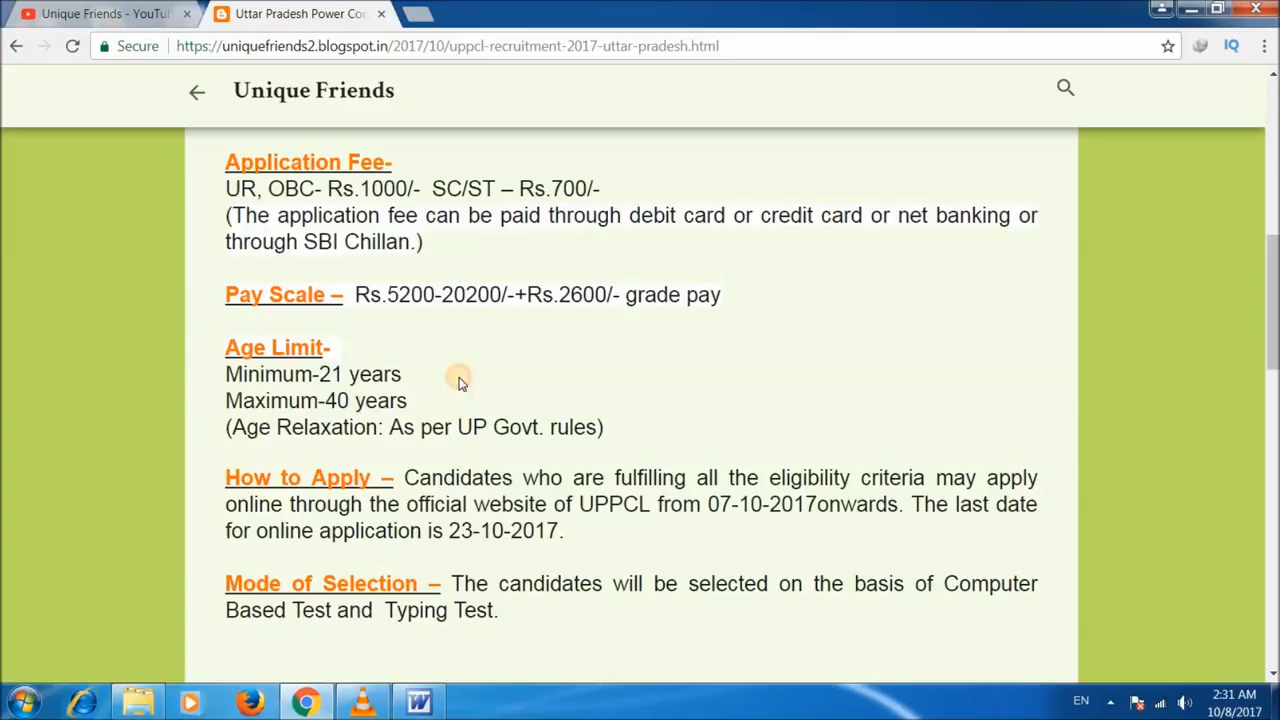 Unique Friends - YouTu
Uttar Pradesh Power Co
Secure
https://uniquefriends2.blogspot.in/2017/10/uppcl-recruitment-2017-uttar-pradesh.html
IQ
Unique Friends
Application Fee-
UR, OBC- Rs.1000/- SC/ST – Rs.700/-
(The application fee can be paid through debit card or credit card or net banking or
through SBI Chillan.)
Pay Scale – Rs.5200-20200/-+Rs.2600/- grade pay
Age Limit-
Minimum-21 years
Maximum-40 years
(Age Relaxation: As per UP Govt. rules)
How to Apply – Candidates who are fulfilling all the eligibility criteria may apply
online through the official website of UPPCL from 07-10-2017onwards. The last date
for online application is 23-10-2017.
Mode of Selection – The candidates will be selected on the basis of Computer
Based Test and Typing Test.
EN
2:31 AM
10/8/2017